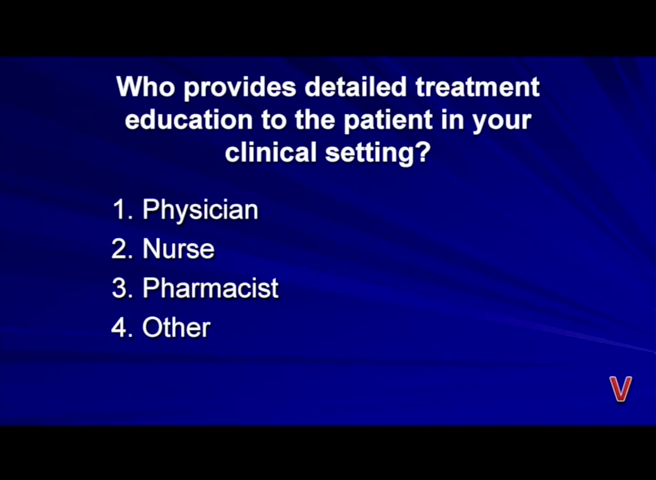 Who provides detailed treatment
education to the patient in your
clinical setting?
1. Physician
2. Nurse
3. Pharmacist
4. Other
V